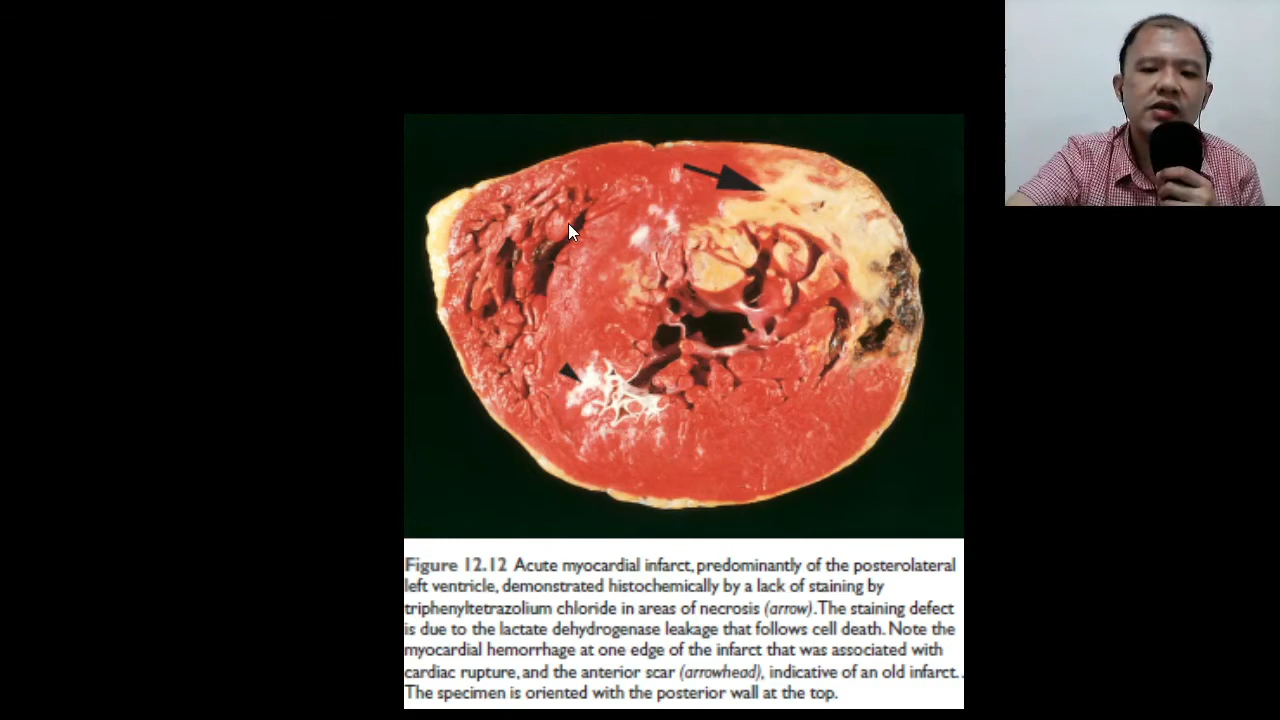 Figure 12.12 Acute myocardial infarct, predominantly of the posterolateral
left ventricle, demonstrated histochemically by a lack of staining by
triphenyltetrazolium chloride in areas of necrosis (arrow). The staining defect
is due to the lactate dehydrogenase leakage that follows cell death. Note the
myocardial hemorrhage at one edge of the infarct that was associated with
cardiac rupture, and the anterior scar (arrowhead), indicative of an old infarct. .
The specimen is oriented with the posterior wall at the top.